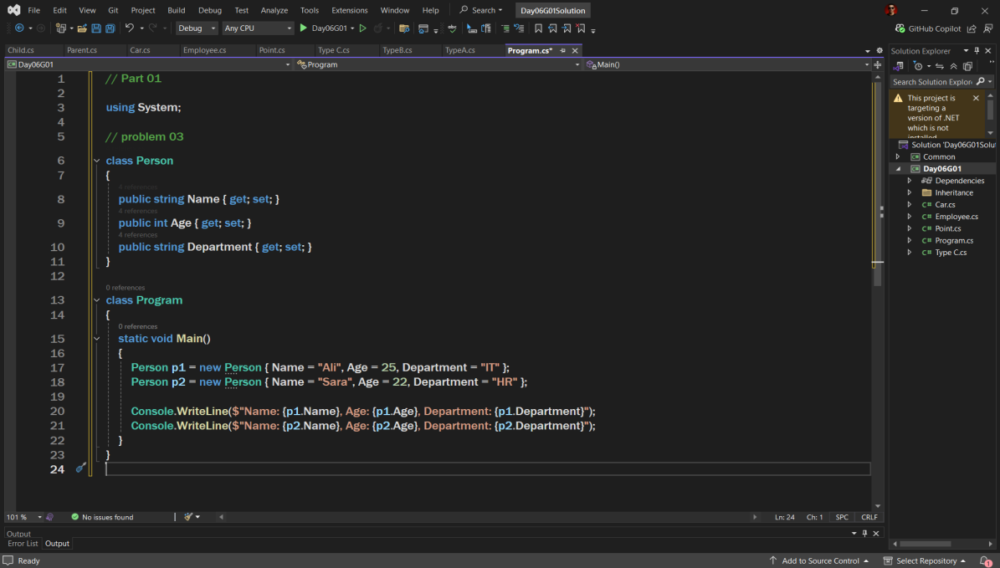 File Edit View Git Project Build Debug Test Analyze Tools Extensions Window Help Search Day06G01Solution
Debug Any CPU Day06G01 GitHub Copilot
Child.cs Parent.cs Car.cs Employee.cs Point.cs Type C.cs TypeB.cs TypeA.cs Program.cs*
Day06G01 Program Main()
1 // Part 01
2
3 using System;
4
5 // problem 03
6 class Person
7 {
4 references
8 public string Name { get; set; }
4 references
9 public int Age { get; set; }
4 references
10 public string Department { get; set; }
11 }
12
0 references
13 class Program
14 {
0 references
15 static void Main()
16 {
17 Person p1 = new Person { Name = "Ali", Age = 25, Department = "IT" };
18 Person p2 = new Person { Name = "Sara", Age = 22, Department = "HR" };
19
20 Console.WriteLine($"Name: {p1.Name}, Age: {p1.Age}, Department: {p1.Department}");
21 Console.WriteLine($"Name: {p2.Name}, Age: {p2.Age}, Department: {p2.Department}");
22 }
23 }
24
101 % No issues found Ln: 24 Ch: 1 SPC CRLF
Output
Error List Output
Solution Explorer
Search Solution Explor
This project is
targeting a
version of .NET
which is not
installed
Solution 'Day06G01Solut
Common
Day06G01
Dependencies
Inheritance
C# Car.cs
C# Employee.cs
C# Point.cs
C# Program.cs
C# Type C.cs
Ready Add to Source Control Select Repository 1